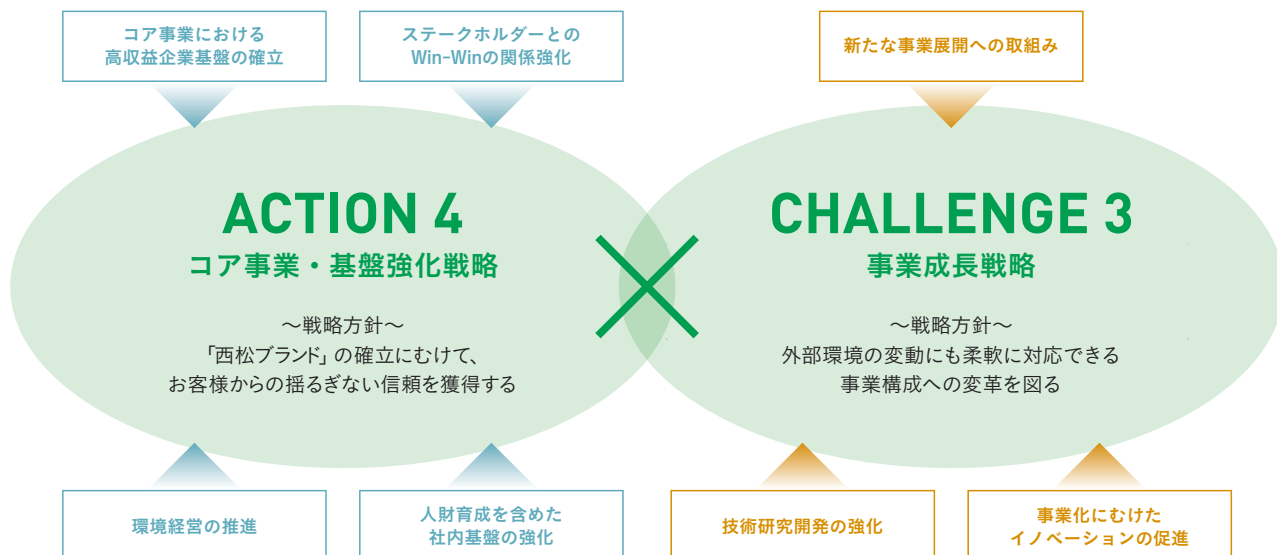 コア事業における
高収益企業基盤の確立
ステークホルダーとの
Win-Winの関係強化
新たな事業展開への取組み
ACTION 4
コア事業・基盤強化戦略
～戦略方針～
「西松ブランド」の確立にむけて、
お客様からの揺るぎない信頼を獲得する
CHALLENGE 3
事業成長戦略
～戦略方針～
外部環境の変動にも柔軟に対応できる
事業構成への変革を図る
環境経営の推進
人財育成を含めた
社内基盤の強化
技術研究開発の強化
事業化にむけた
イノベーションの促進